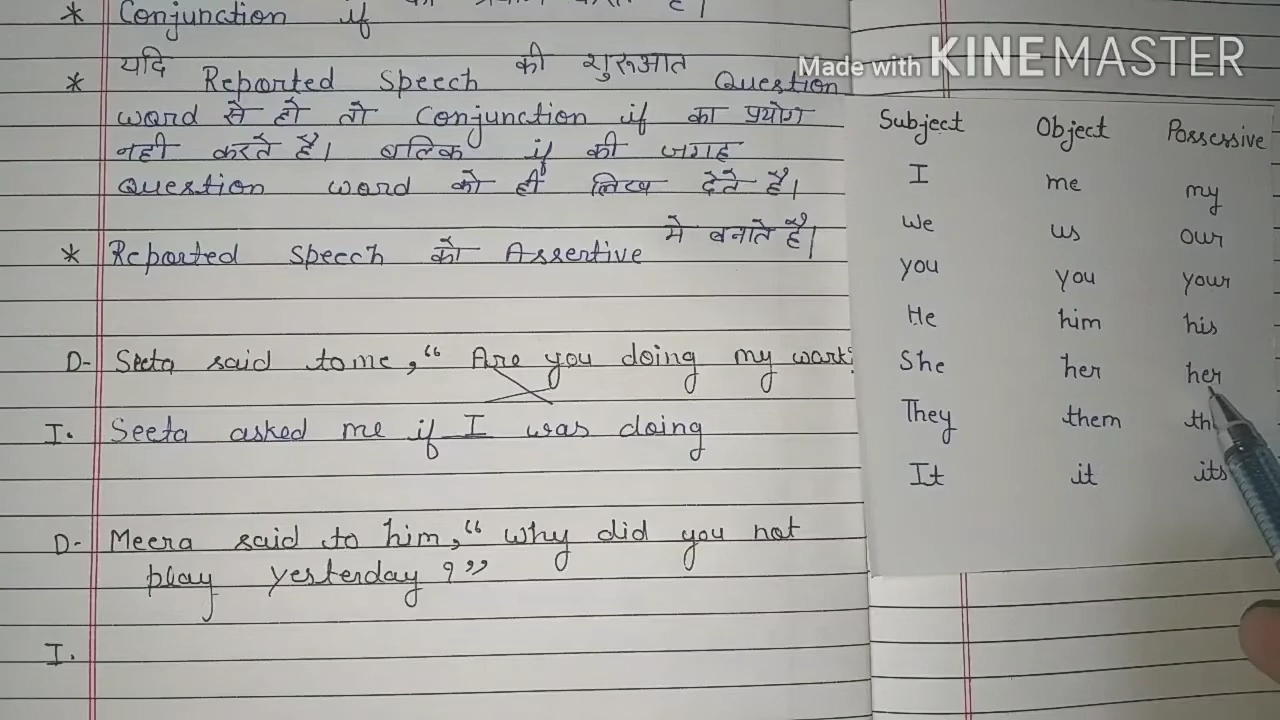 * Conjunction if का प्रयोग करते है।
* यदि Reported Speech की शुरुआत Question
word से हो तो Conjunction if का प्रयोग
नही करते है। बल्कि if की जगह
Question word को ही लिख देते है।
* Reported Speech को Assertive मे बनाते है।
D- Seeta said to me, “ Are you doing my work?
I. Seeta asked me if I was doing
D- Meera said to him, “ Why did you not
play yesterday ? ”
I.
Made with KINEMASTER
Subject Object Possessive
I me my
we us our
you you your
He him his
She her her
They them
It it its